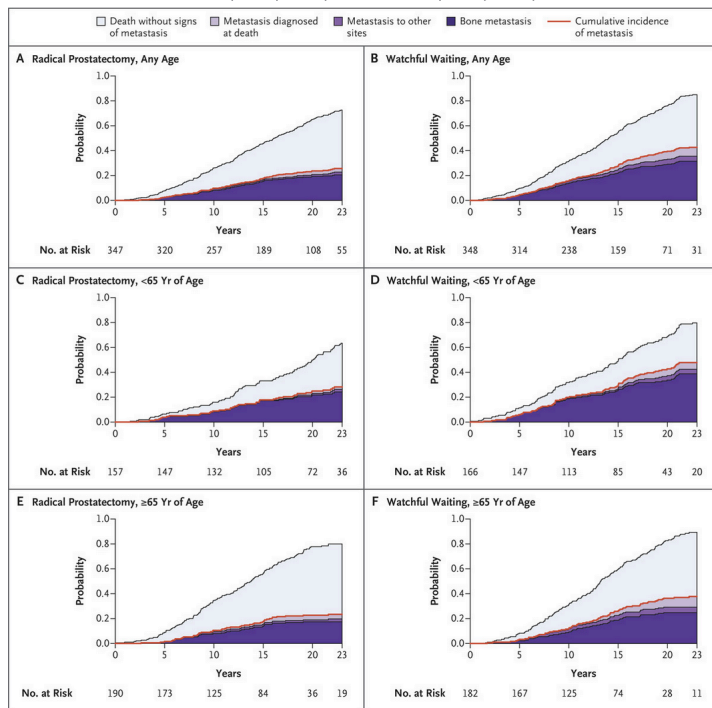 Death without signs of metastasis
Metastasis diagnosed at death
Metastasis to other sites
Bone metastasis
Cumulative incidence of metastasis
A Radical Prostatectomy, Any Age
1.0
0.8
0.6
0.4
0.2
0.0
Probability
0 5 10 15 20 23
Years
No. at Risk 347 320 257 189 108 55
B Watchful Waiting, Any Age
1.0
0.8
0.6
0.4
0.2
0.0
Probability
0 5 10 15 20 23
Years
No. at Risk 348 314 238 159 71 31
C Radical Prostatectomy, <65 Yr of Age
1.0
0.8
0.6
0.4
0.2
0.0
Probability
0 5 10 15 20 23
Years
No. at Risk 157 147 132 105 72 36
D Watchful Waiting, <65 Yr of Age
1.0
0.8
0.6
0.4
0.2
0.0
Probability
0 5 10 15 20 23
Years
No. at Risk 166 147 113 85 43 20
E Radical Prostatectomy, ≥65 Yr of Age
1.0
0.8
0.6
0.4
0.2
0.0
Probability
0 5 10 15 20 23
Years
No. at Risk 190 173 125 84 36 19
F Watchful Waiting, ≥65 Yr of Age
1.0
0.8
0.6
0.4
0.2
0.0
Probability
0 5 10 15 20 23
Years
No. at Risk 182 167 125 74 28 11